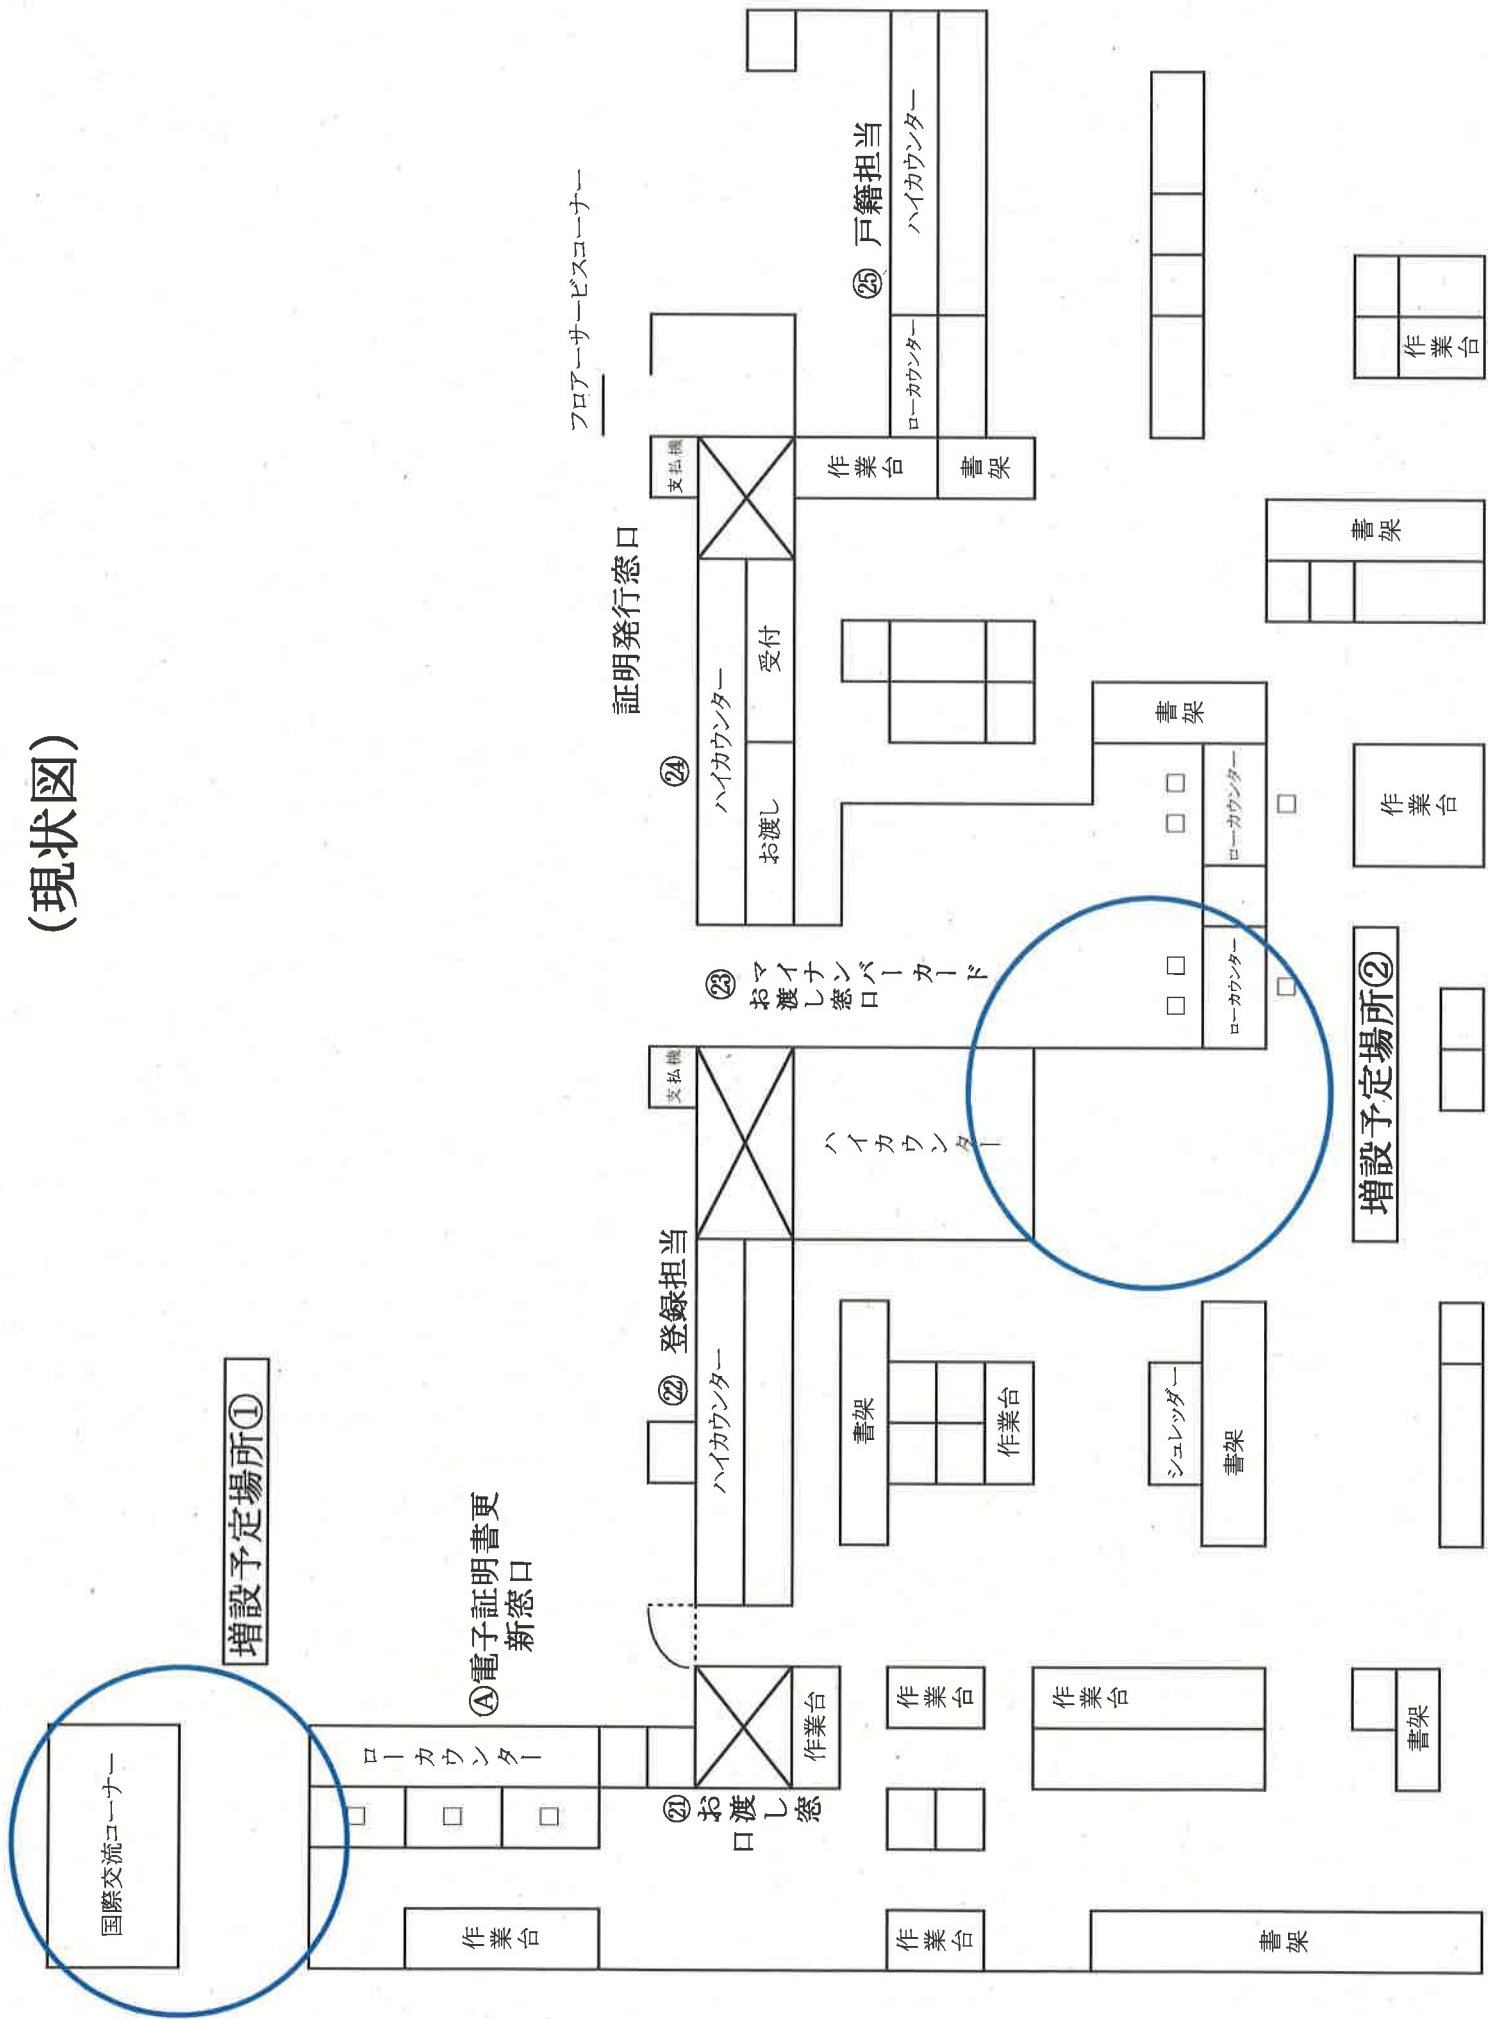 (現状図)
国際交流コーナー
増設予定場所①
ローカウンター
Ⓐ電子証明書更
新窓口
作業台
フロアーサービスコーナー
証明発行窓口
㉑
お渡し窓
口
㉒ 登録担当
支払機
㉔
支払機
ハイカウンター
㉓
マイナンバーカード
お渡し窓口
ハイカウンター
お渡し
受付
作業台
ハイカウンター
作業台
㉕ 戸籍担当
書架
ローカウンター
ハイカウンター
作業台
作業台
作業台
書架
作業台
シュレッダー
書架
書架
ローカウンター
ローカウンター
書架
書架
増設予定場所②
作業台
書架
作業台